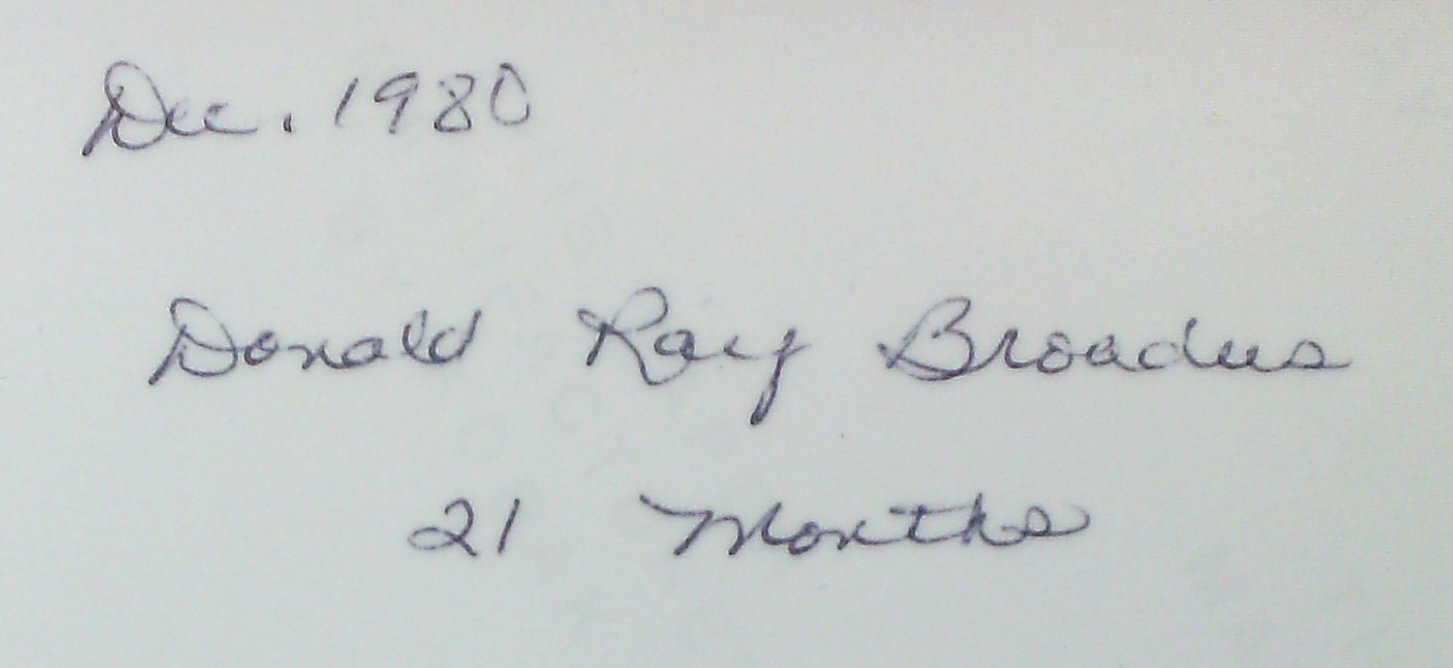 Dec. 1980
Donald Ray Broadus
21 Months